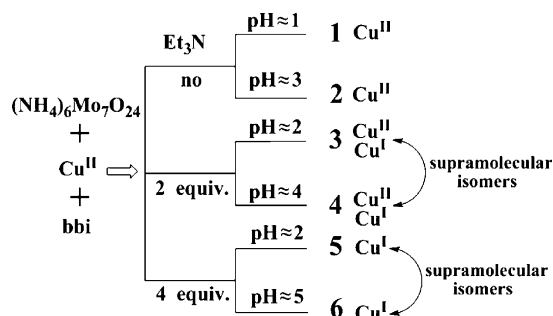 Et₃N
pH≈1 1 Cuᴵᴵ
no
pH≈3 2 Cuᴵᴵ
(NH₄)₆Mo₇O₂₄
+
Cuᴵᴵ
+
bbi
pH≈2 3 Cuᴵᴵ
Cuᴵ
2 equiv.
pH≈4 4 Cuᴵᴵ
Cuᴵ
supramolecular
isomers
pH≈2 5 Cuᴵ
4 equiv.
pH≈5 6 Cuᴵ
supramolecular
isomers